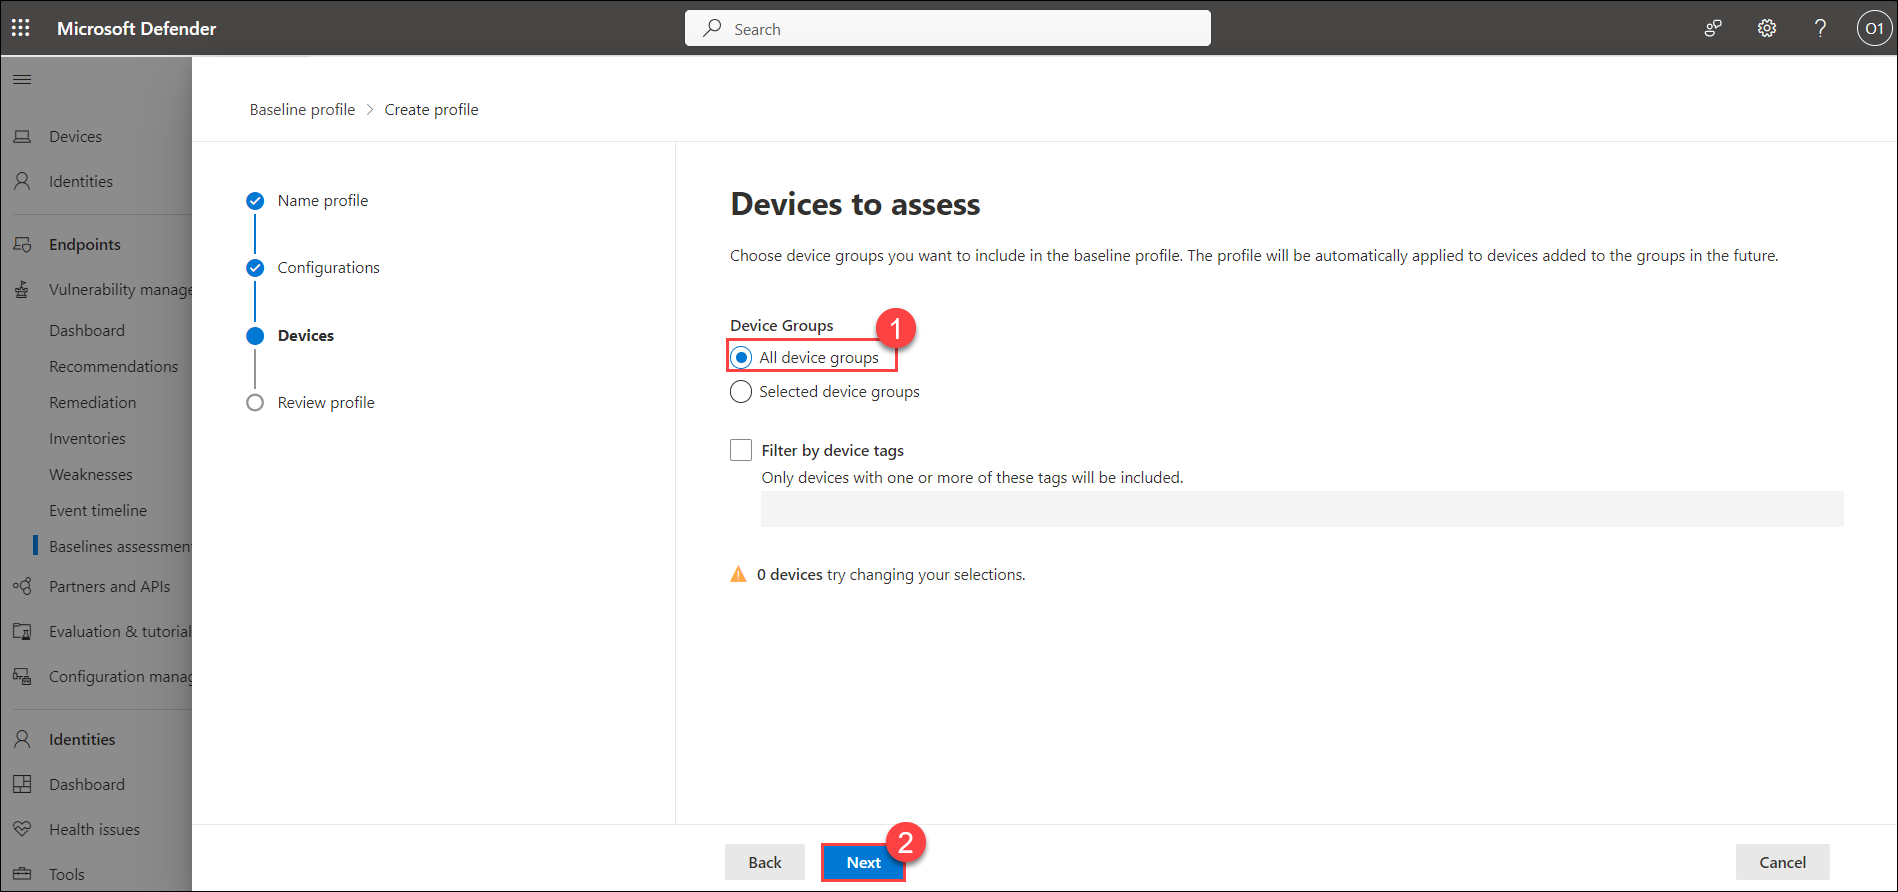 Microsoft Defender
Search
O1
Devices
Identities
Endpoints
Vulnerability manage
Dashboard
Recommendations
Remediation
Inventories
Weaknesses
Event timeline
Baselines assessmen
Partners and APIs
Evaluation & tutorial
Configuration manag
Identities
Dashboard
Health issues
Tools
Baseline profile > Create profile
Name profile
Configurations
Devices
Review profile
Devices to assess
Choose device groups you want to include in the baseline profile. The profile will be automatically applied to devices added to the groups in the future.
Device Groups
1
All device groups
Selected device groups
Filter by device tags
Only devices with one or more of these tags will be included.
0 devices try changing your selections.
Back
Next
2
Cancel